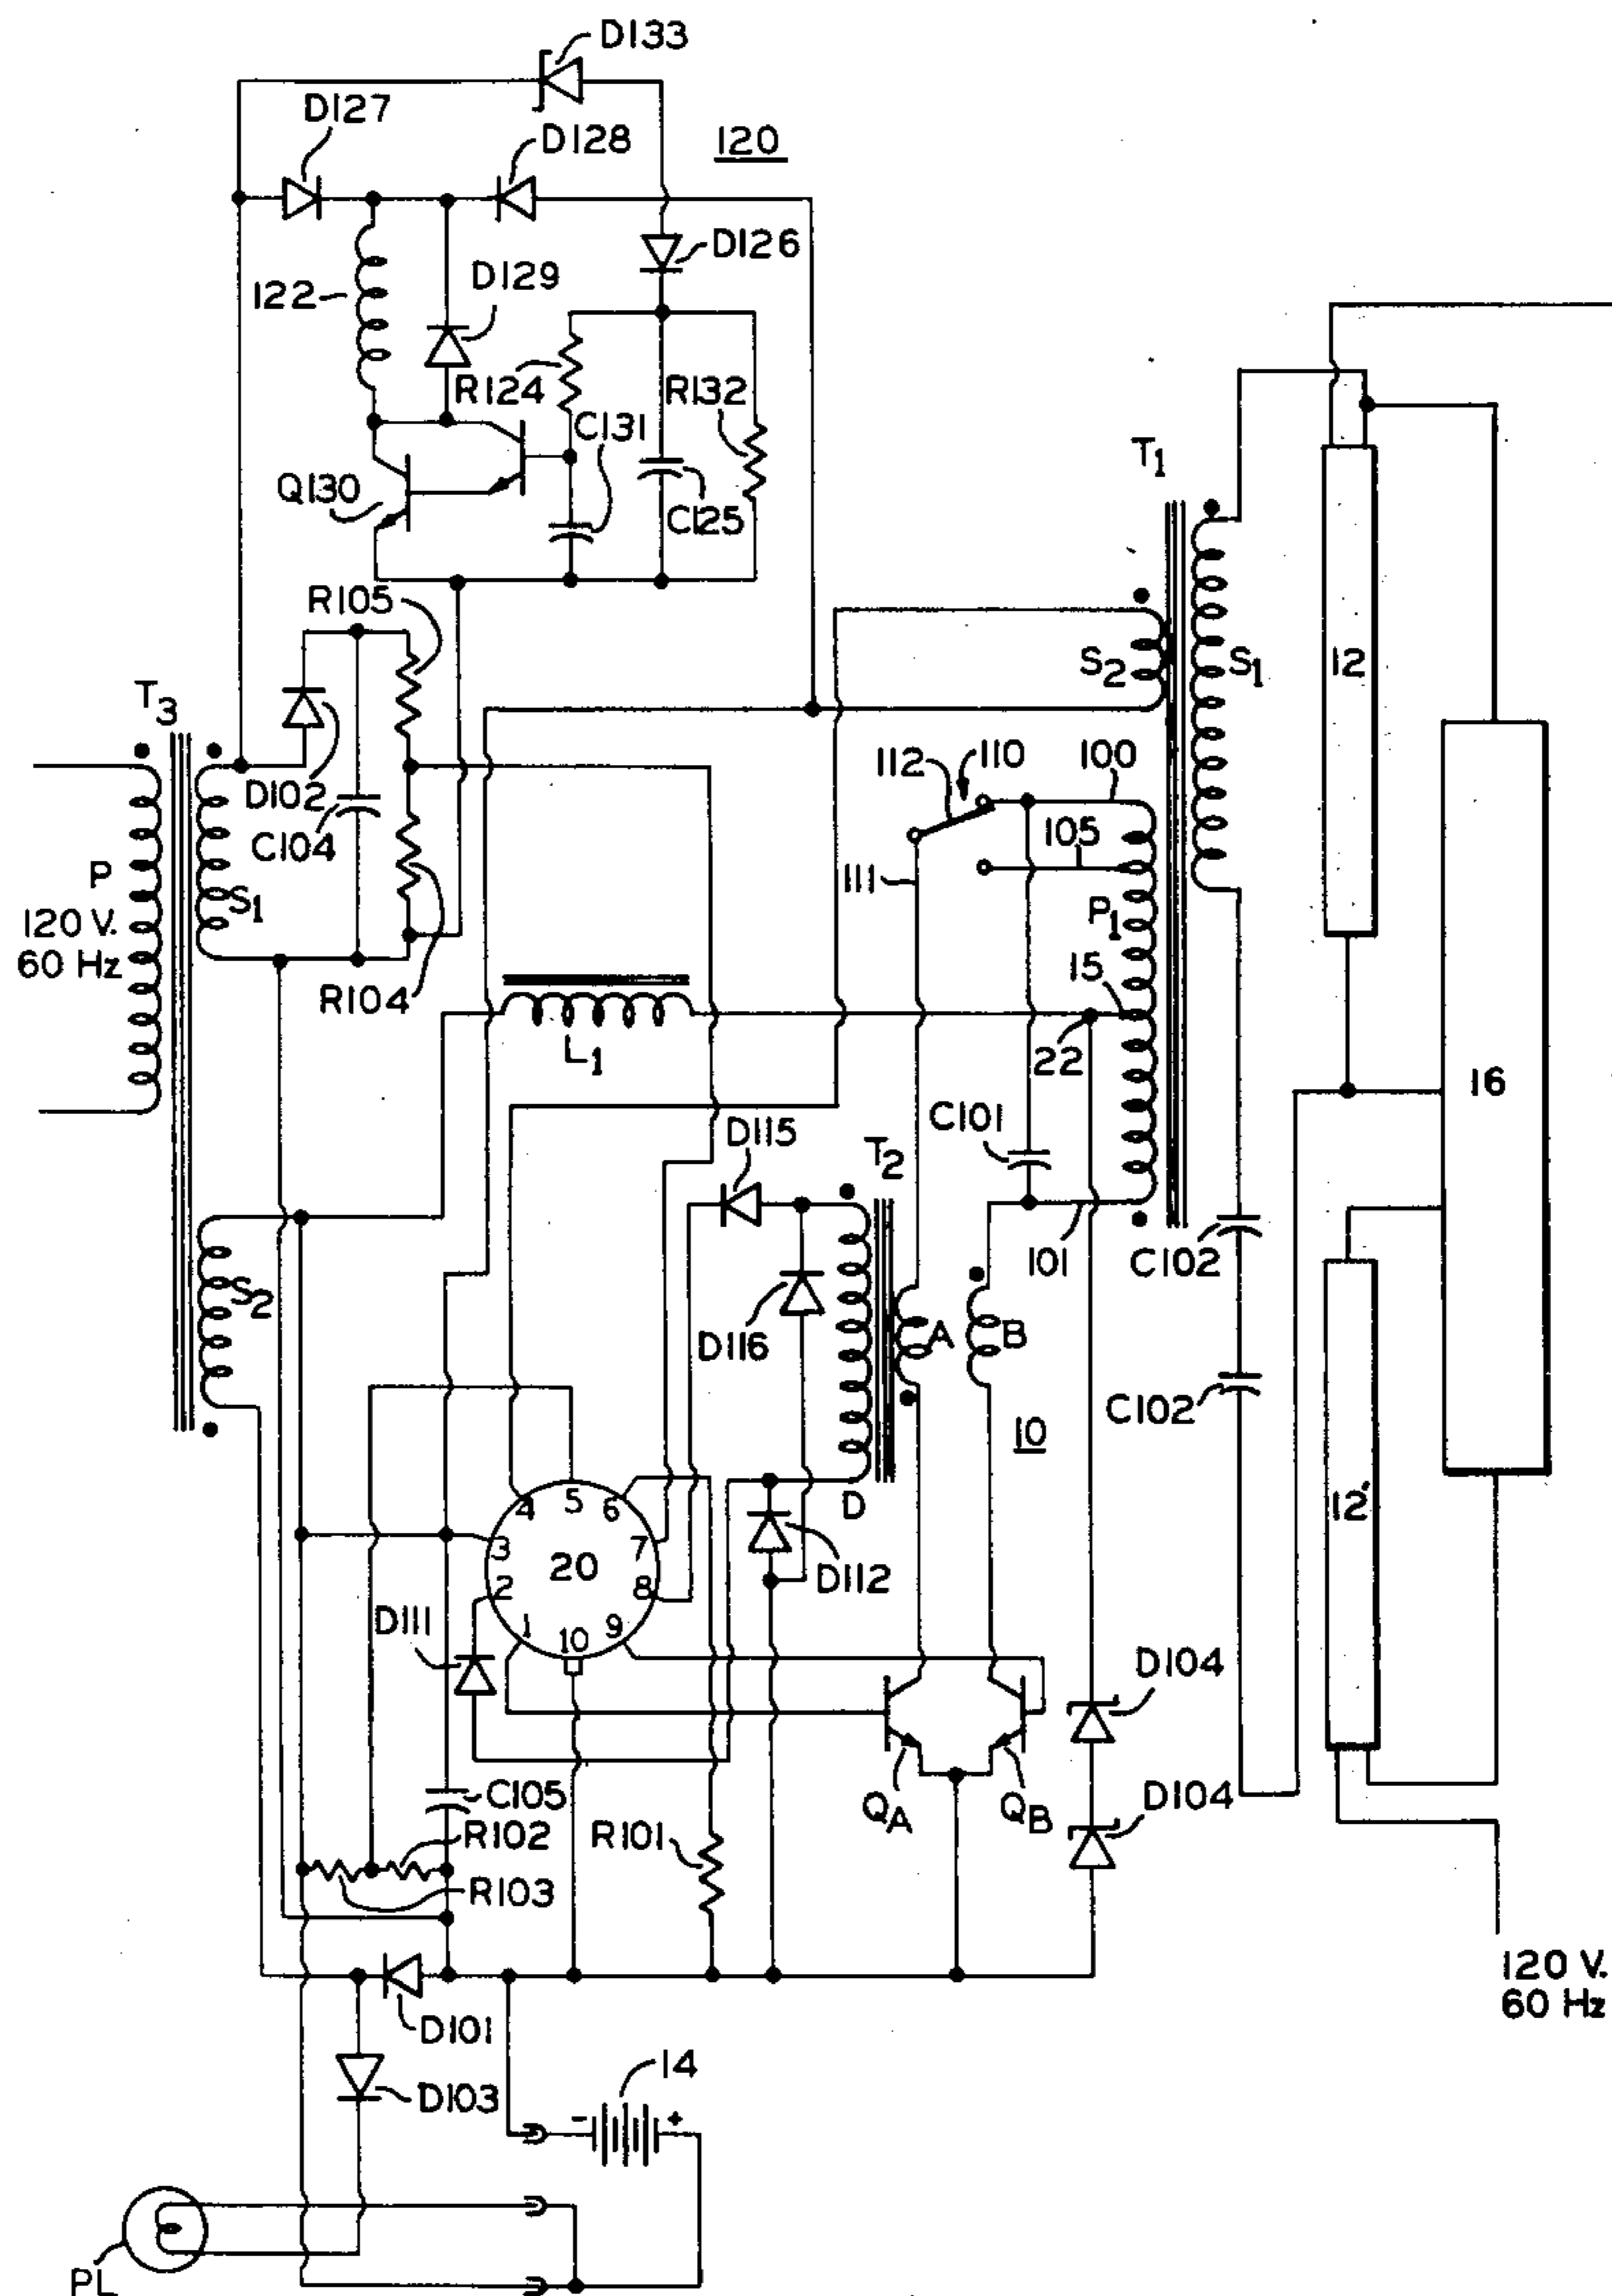 D133
D127
D128
120
D126
122
D129
R124
R132
C131
Q130
C125
T1
R105
S2
S1
12
T3
112
110
100
D102
105
C104
P
S1
111
P1
120 V.
60 Hz
15
R104
L1
22
16
C101
D115
T2
S2
101
C102
D116
A
B
C102
10
4
5
6
D
12'
3
20
7
D112
2
8
D111
1
10
9
D104
C105
QA
QB
D104
R102
R101
R103
120 V.
60 Hz
D101
14
D103
-
+
PL